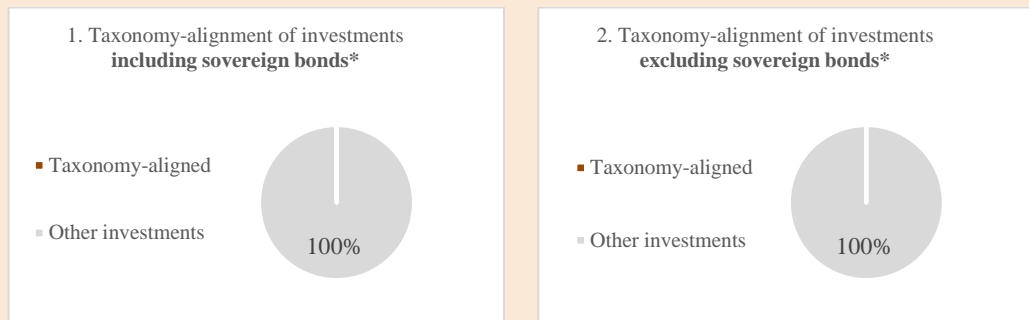 1. Taxonomy-alignment of investments
including sovereign bonds*
Taxonomy-aligned
Other investments
100%
2. Taxonomy-alignment of investments
excluding sovereign bonds*
Taxonomy-aligned
Other investments
100%